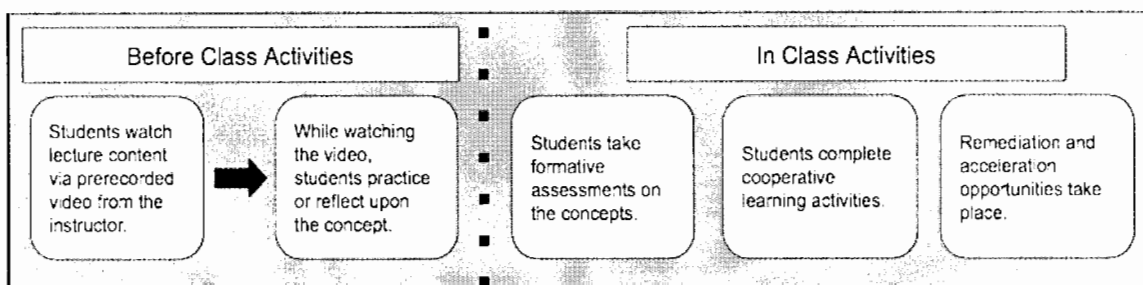 Before Class Activities
In Class Activities
Students watch
lecture content
via prerecorded
video from the
instructor.
While watching
the video,
students practice
or reflect upon
the concept.
Students take
formative
assessments on
the concepts.
Students complete
cooperative
learning activities.
Remediation and
acceleration
opportunities take
place.